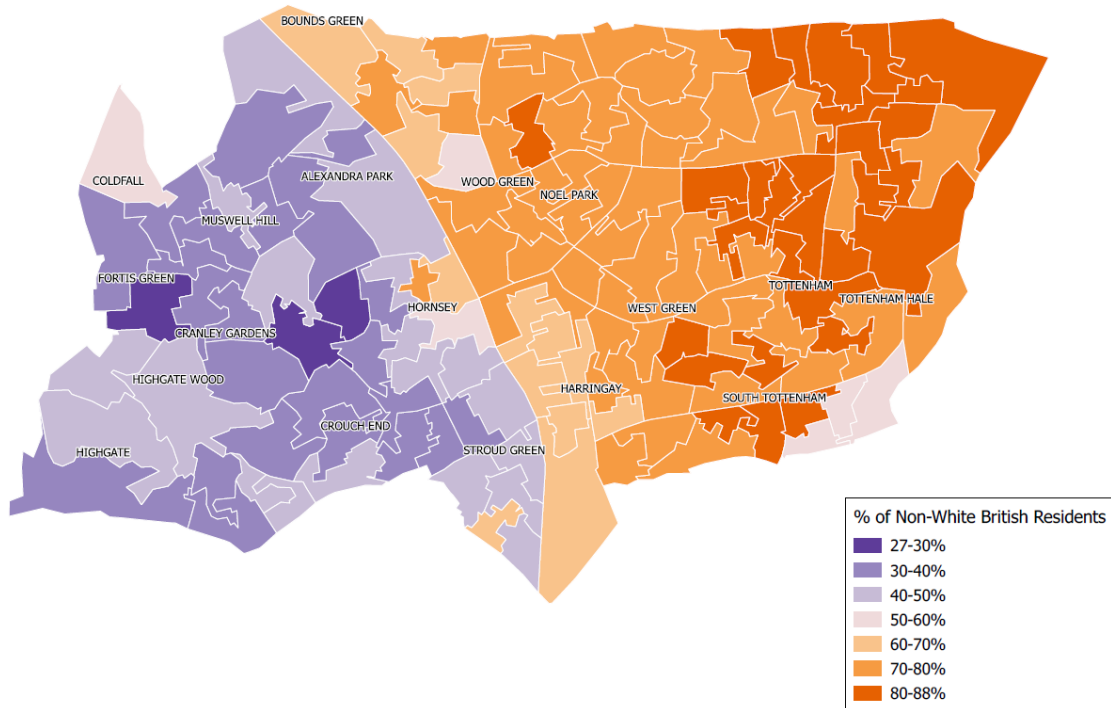 BOUNDS GREEN
COLDFALL
ALEXANDRA PARK
WOOD GREEN
NOEL PARK
MUSWELL HILL
FORTIS GREEN
TOTTENHAM
TOTTENHAM HALE
HORNSEY
WEST GREEN
CRANLEY GARDENS
HIGHGATE WOOD
HARRINGAY
SOUTH TOTTENHAM
CROUCH END
HIGHGATE
STROUD GREEN
% of Non-White British Residents
27-30%
30-40%
40-50%
50-60%
60-70%
70-80%
80-88%